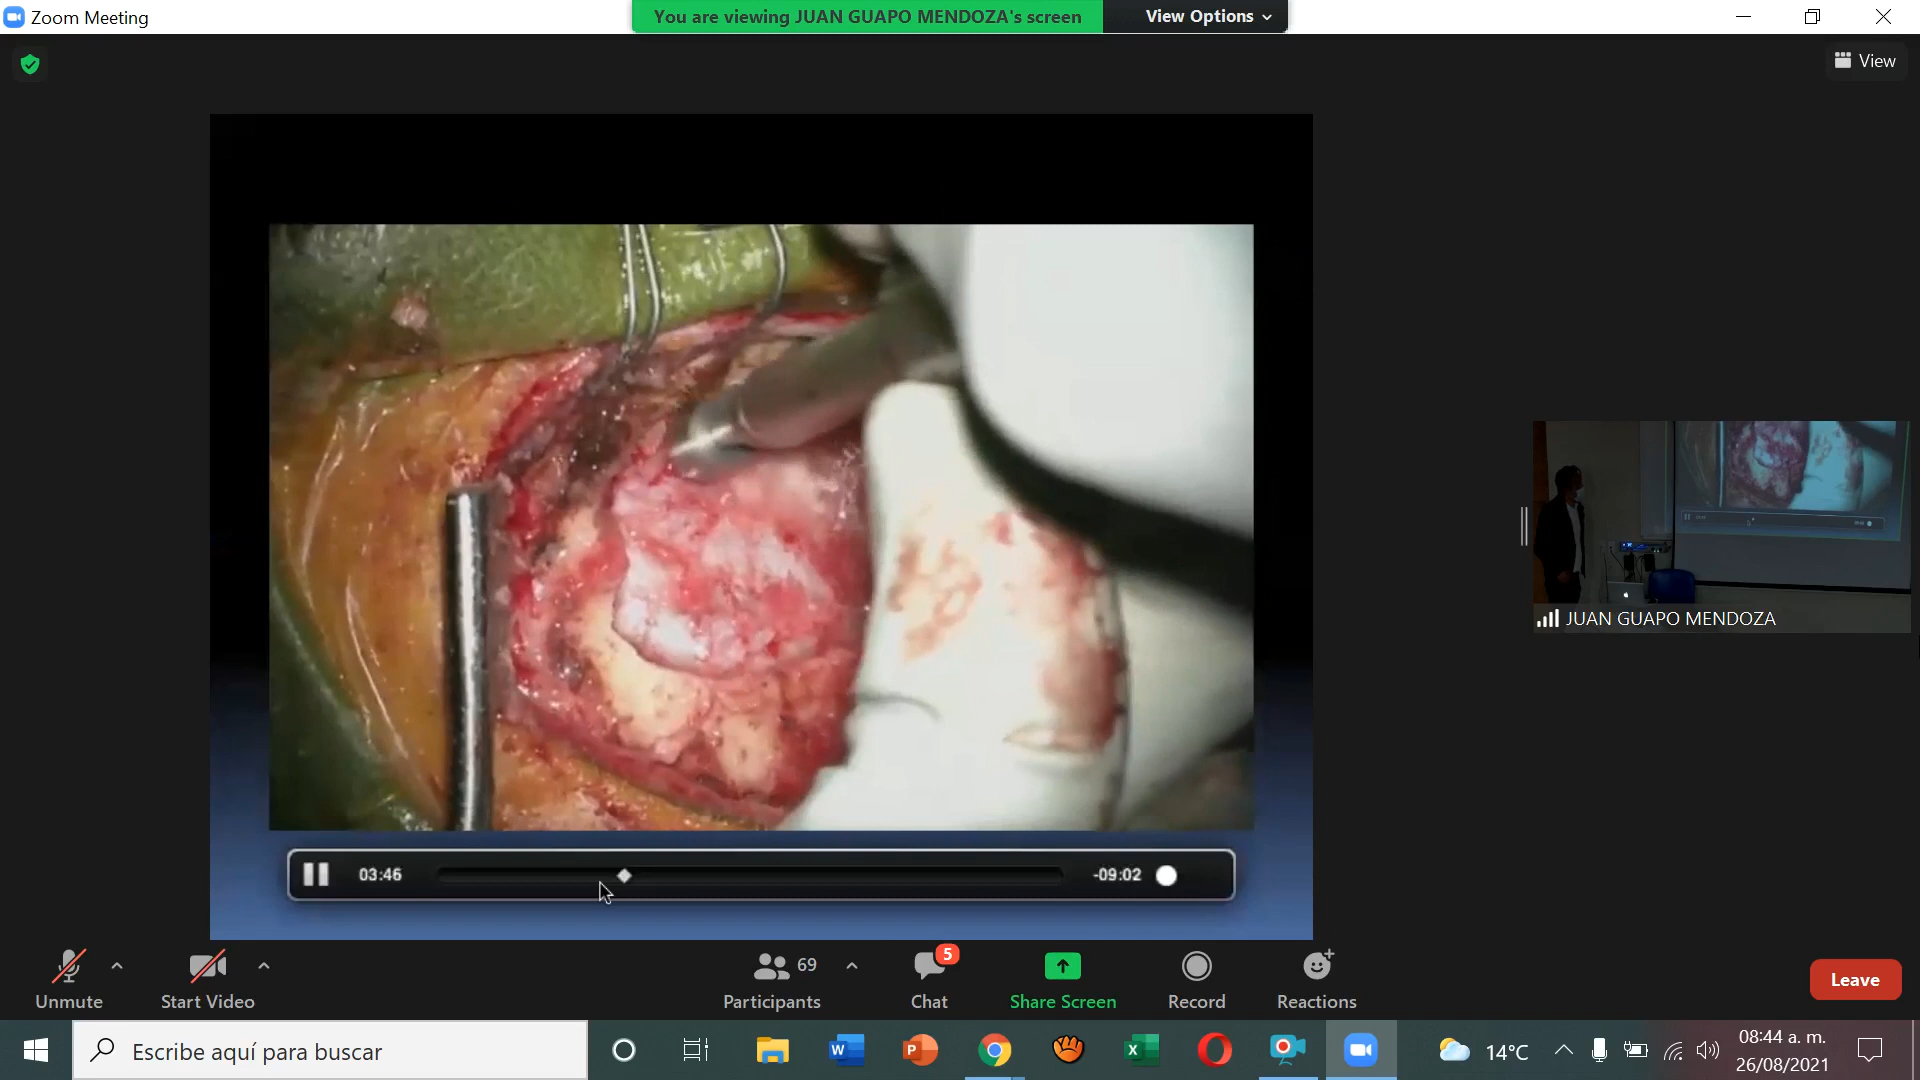 Zoom Meeting
You are viewing JUAN GUAPO MENDOZA's screen
View Options
View
JUAN GUAPO MENDOZA
03:46
-09:02
Unmute
Start Video
69
Participants
5
Chat
Share Screen
Record
Reactions
Leave
Escribe aquí para buscar
14°C
08:44 a. m.
26/08/2021